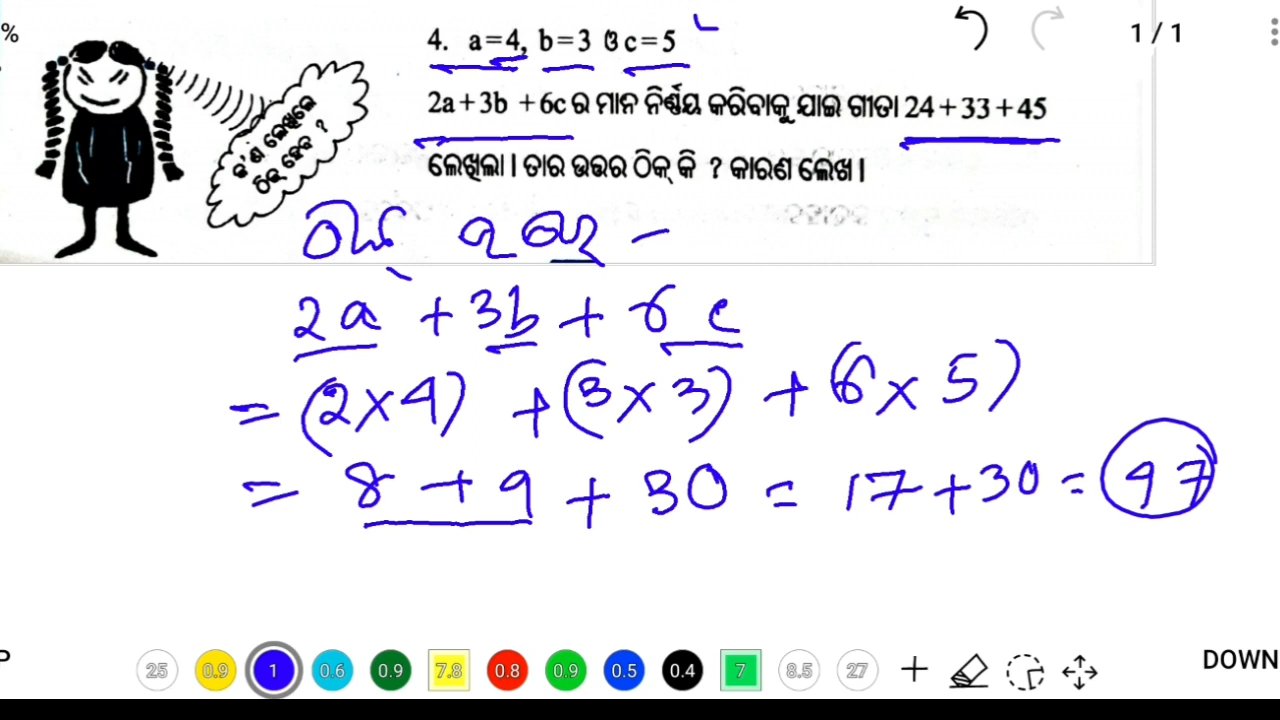 %
1 / 1
4. a=4, b=3 ଓ c=5
2a+3b +6c ର ମାନ ନିର୍ଣ୍ଣୟ କରିବାକୁ ଯାଇ ଗୀତା 24+33+45
ଲେଖିଲା । ତାର ଉତ୍ତର ଠିକ୍ କି ? କାରଣ ଲେଖ ।
କ'ଣ ଲେଖିଲେ
ଠିକ୍ ହେବ ?
2a + 3b + 6c
= (2×4) + (3×3) + (6×5)
= 8 + 9 + 30 = 17 + 30 = 47
P
25 0.9 1 0.6 0.9 7.8 0.8 0.9 0.5 0.4 7 8.5 27
DOWN